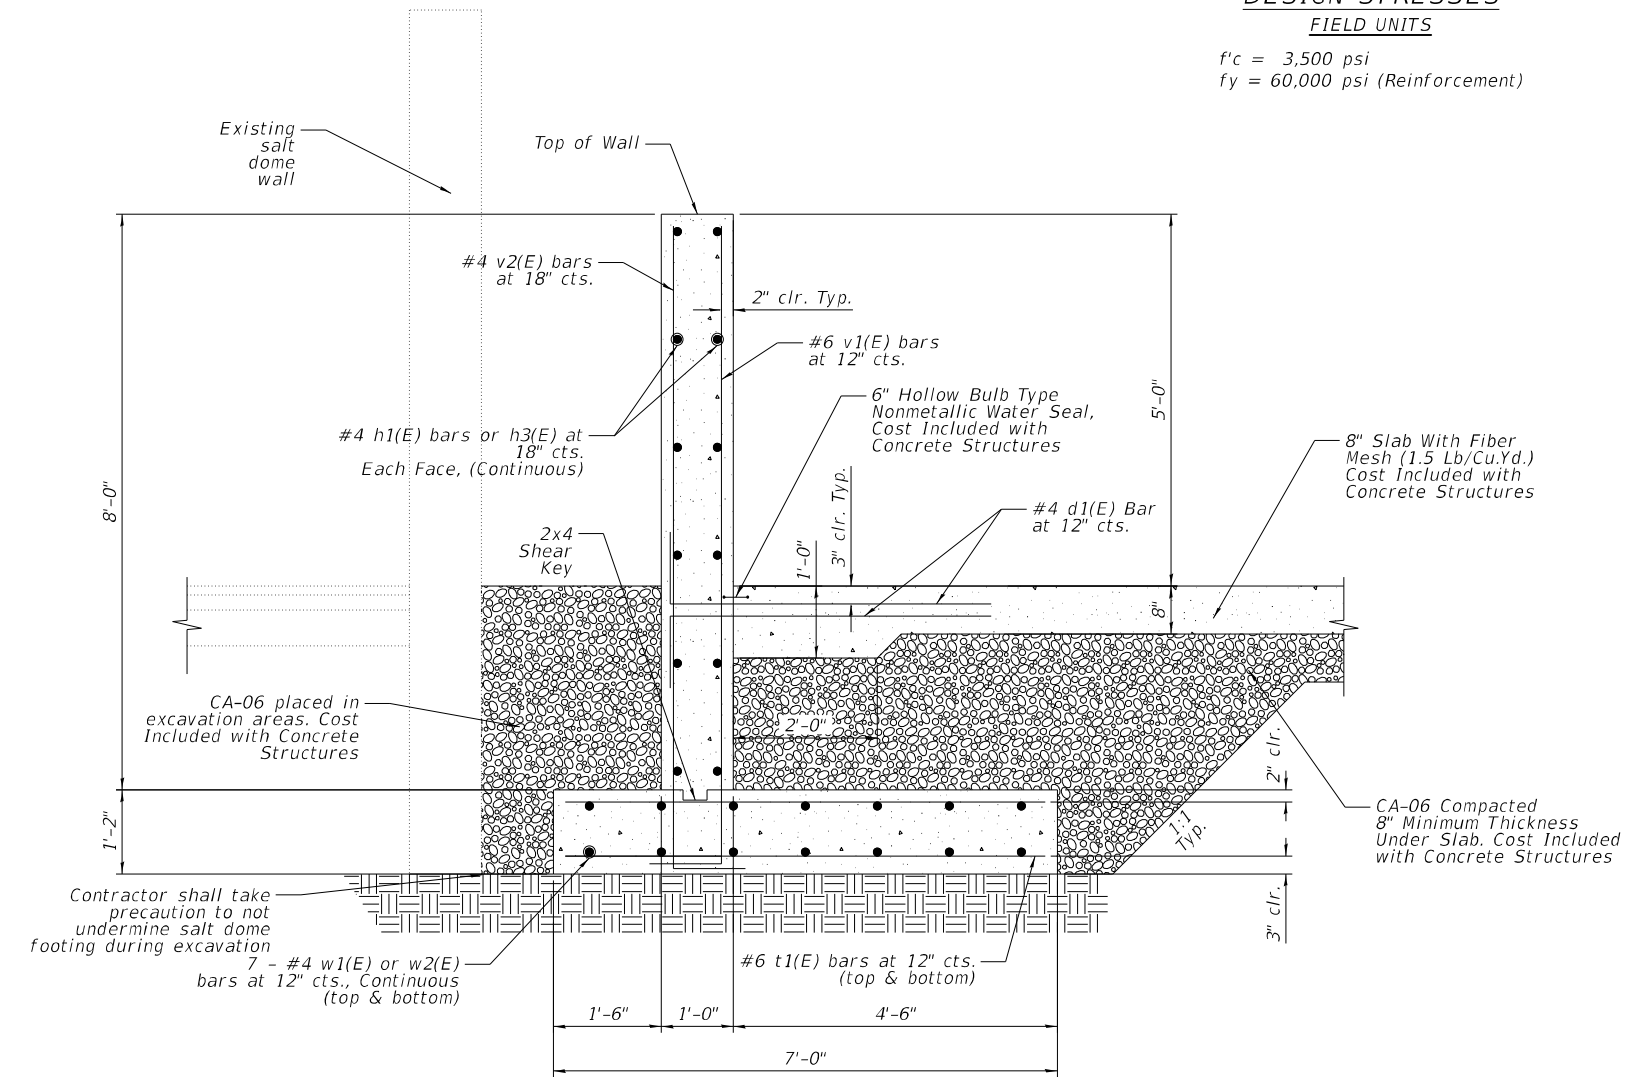 DESIGN STRESSES
FIELD UNITS
f'c = 3,500 psi
fy = 60,000 psi (Reinforcement)
Existing
salt
dome
wall
Top of Wall
#4 v2(E) bars
at 18" cts.
2" clr. Typ.
#6 v1(E) bars
at 12" cts.
6" Hollow Bulb Type
Nonmetallic Water Seal,
Cost Included with
Concrete Structures
5'-0"
#4 h1(E) bars or h3(E) at
18" cts.
Each Face, (Continuous)
8" Slab With Fiber
Mesh (1.5 Lb/Cu.Yd.)
Cost Included with
Concrete Structures
8'-0"
3" clr. Typ.
#4 d1(E) Bar
at 12" cts.
2x4
Shear
Key
1'-0"
8"
CA-06 placed in
excavation areas. Cost
Included with Concrete
Structures
2'-0"
2" clr.
1'-2"
1:1
Typ.
CA-06 Compacted
8" Minimum Thickness
Under Slab. Cost Included
with Concrete Structures
Contractor shall take
precaution to not
undermine salt dome
footing during excavation
3" clr.
7 - #4 w1(E) or w2(E)
bars at 12" cts., Continuous
(top & bottom)
#6 t1(E) bars at 12" cts.
(top & bottom)
1'-6"
1'-0"
4'-6"
7'-0"